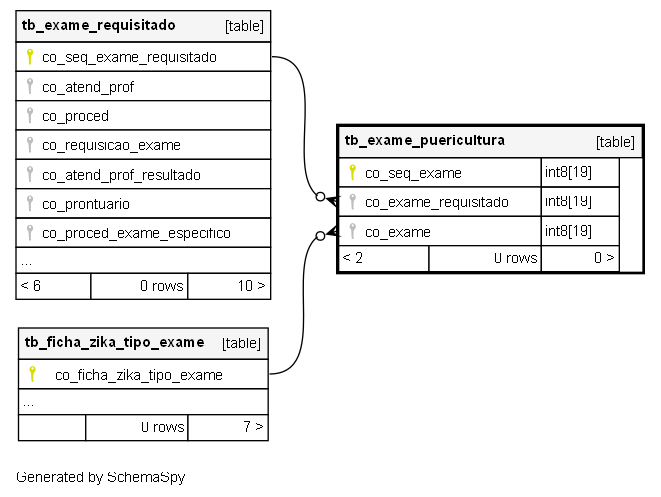 tb_exame_requisitado [table]
co_seq_exame_requisitado
co_atend_prof
co_proced
co_requisicao_exame
co_atend_prof_resultado
co_prontuario
co_proced_exame_especifico
...
< 6 0 rows 10 >
tb_exame_puericultura [table]
co_seq_exame int8[19]
co_exame_requisitado int8[19]
co_exame int8[19]
< 2 0 rows 0 >
tb_ficha_zika_tipo_exame [table]
co_ficha_zika_tipo_exame
...
0 rows 7 >
Generated by SchemaSpy